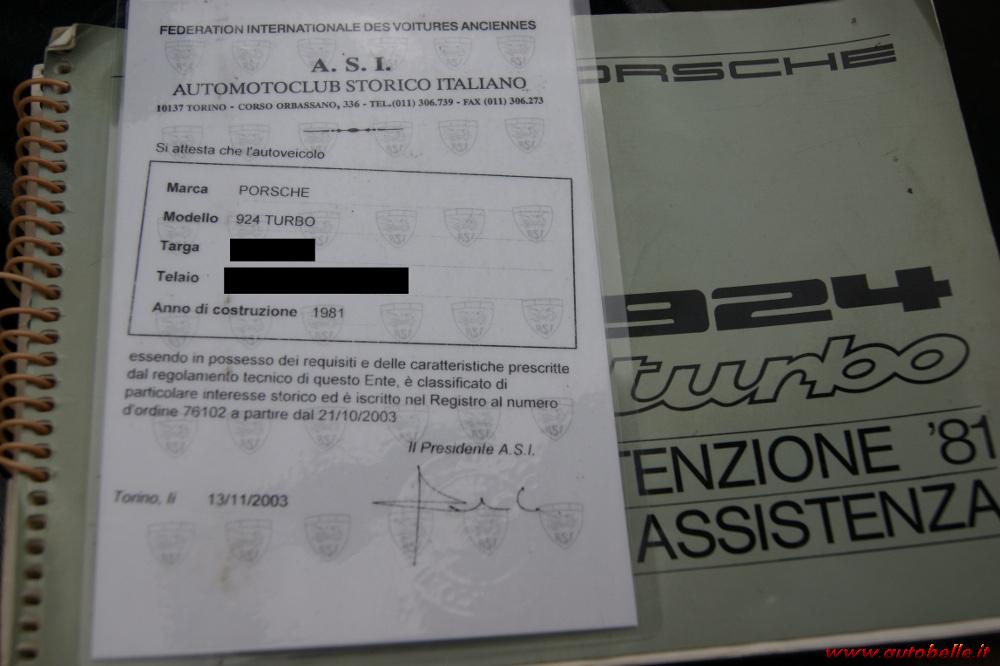 FEDERATION INTERNATIONALE DES VOITURES ANCIENNES
A. S. I.
AUTOMOTOCLUB STORICO ITALIANO
10137 TORINO - CORSO ORBASSANO, 336 - TEL.(011) 306.739 - FAX (011) 306.273
Si attesta che l'autoveicolo
Marca PORSCHE
Modello 924 TURBO
Targa
Telaio
Anno di costruzione 1981
essendo in possesso dei requisiti e delle caratteristiche prescritte
dal regolamento tecnico di questo Ente, è classificato di
particolare interesse storico ed è iscritto nel Registro al numero
d'ordine 76102 a partire dal 21/10/2003
Il Presidente A.S.I.
Torino, lì 13/11/2003
ORSCHE
924
turbo
TENZIONE '81
ASSISTENZA
www.autobelle.it